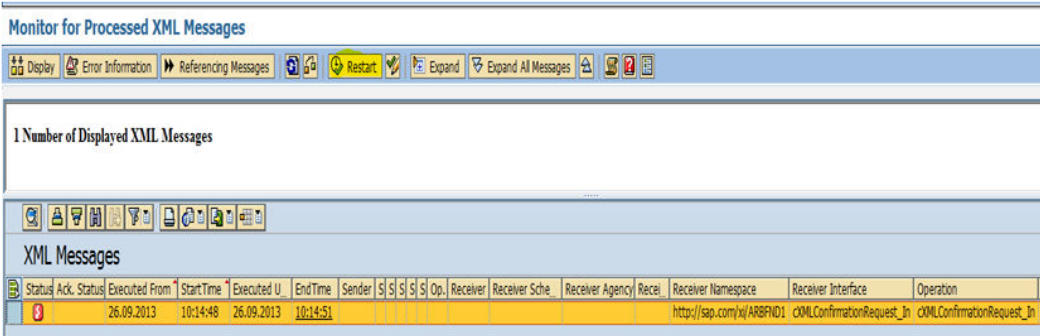 Monitor for Processed XML Messages
Display Error Information Referencing Messages Restart Expand Expand All Messages
1 Number of Displayed XML Messages
XML Messages
Status Ack. Status Executed From StartTime Executed U_ EndTime Sender S S S S S Op. Receiver Receiver Sche_ Receiver Agency Recei_ Receiver Namespace Receiver Interface Operation
26.09.2013 10:14:48 26.09.2013 10:14:51 http://sap.com/xi/ARBFND1 cXMLConfirmationRequest_In cXMLConfirmationRequest_In